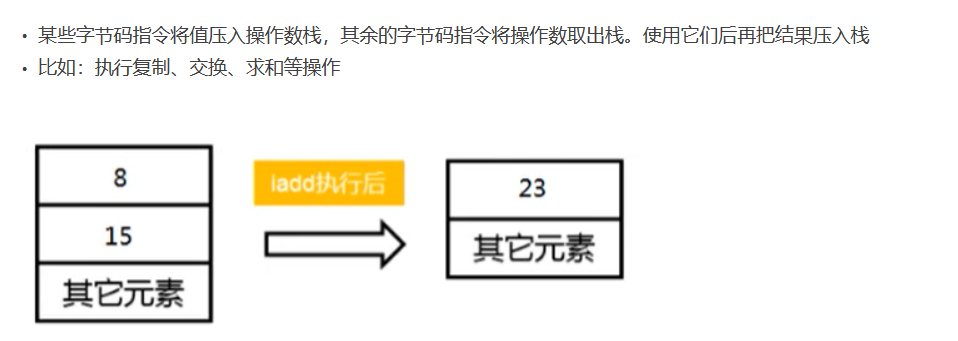 • 某些字节码指令将值压入操作数栈，其余的字节码指令将操作数取出栈。使用它们后再把结果压入栈
• 比如：执行复制、交换、求和等操作
8
15
其它元素
iadd执行后
23
其它元素